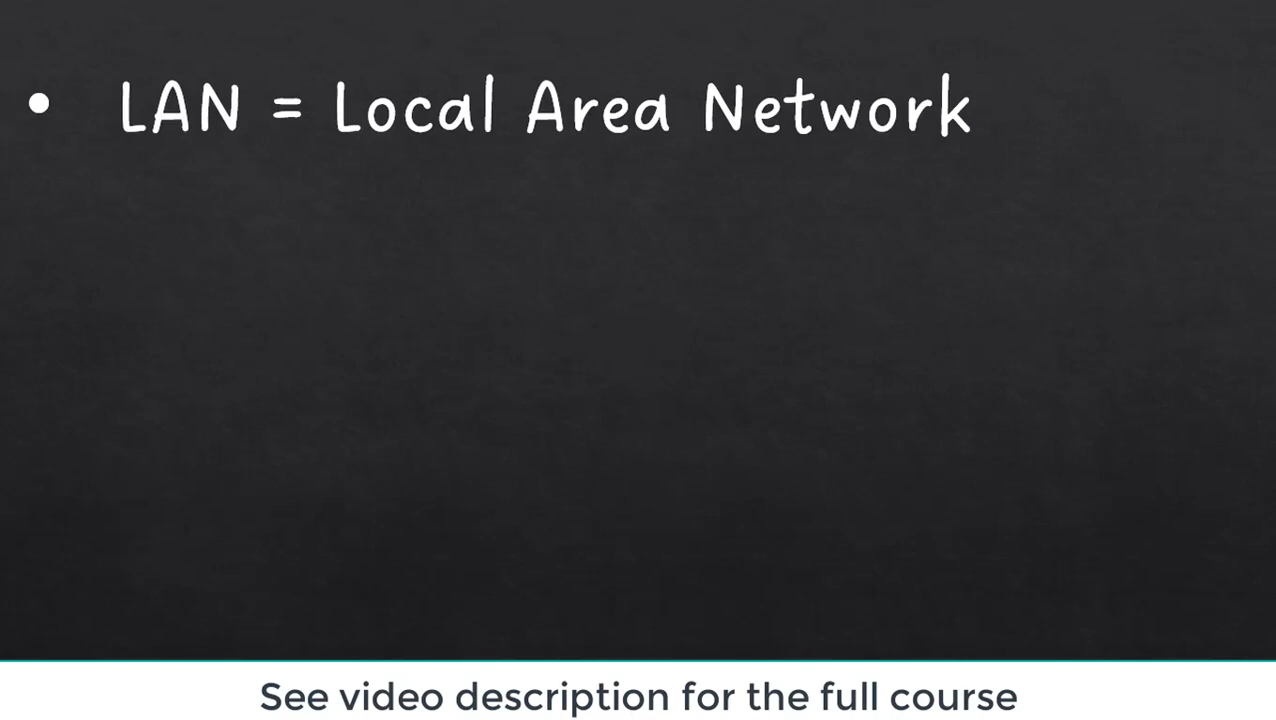 • LAN = Local Area Network
See video description for the full course